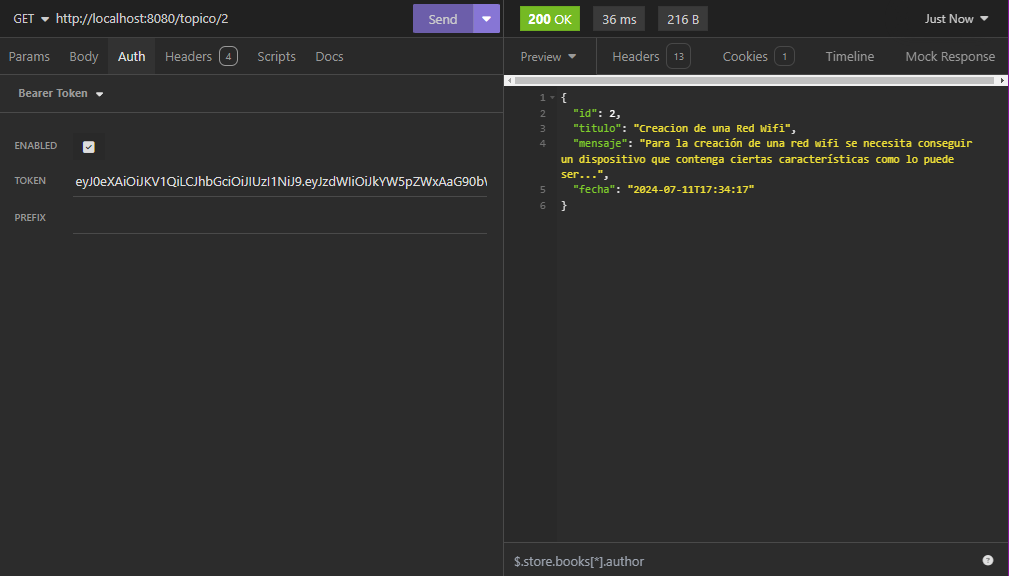 GET http://localhost:8080/topico/2 Send
200 OK 36 ms 216 B Just Now
Params Body Auth Headers 4 Scripts Docs
Preview Headers 13 Cookies 1 Timeline Mock Response
Bearer Token
ENABLED
TOKEN eyJ0eXAiOiJKV1QiLCJhbGciOiJIUzI1NiJ9.eyJzdWIiOiJkYW5pZWxAaG90bV
PREFIX
1 {
2 "id": 2,
3 "titulo": "Creacion de una Red Wifi",
4 "mensaje": "Para la creación de una red wifi se necesita conseguir
un dispositivo que contenga ciertas características como lo puede
ser...",
5 "fecha": "2024-07-11T17:34:17"
6 }
$.store.books[*].author
?